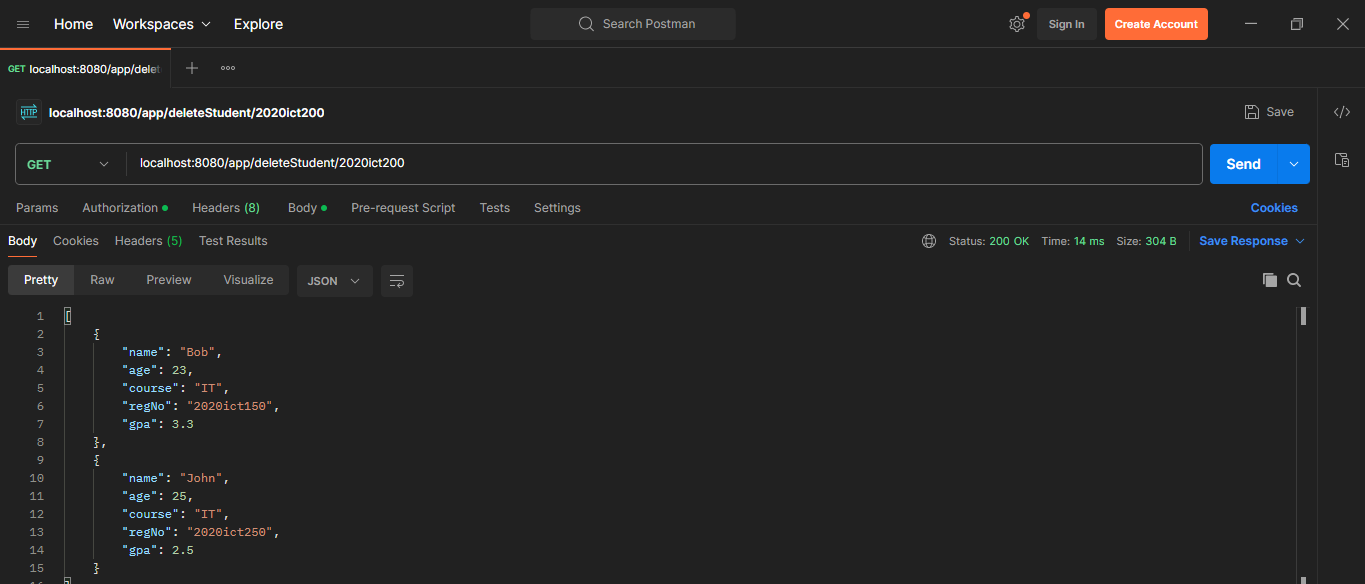 Home Workspaces Explore Search Postman Sign In Create Account
GET localhost:8080/app/delet
HTTP localhost:8080/app/deleteStudent/2020ict200 Save
GET localhost:8080/app/deleteStudent/2020ict200 Send
Params Authorization Headers (8) Body Pre-request Script Tests Settings Cookies
Body Cookies Headers (5) Test Results Status: 200 OK Time: 14 ms Size: 304 B Save Response
Pretty Raw Preview Visualize JSON
1 [
2 {
3 "name": "Bob",
4 "age": 23,
5 "course": "IT",
6 "regNo": "2020ict150",
7 "gpa": 3.3
8 },
9 {
10 "name": "John",
11 "age": 25,
12 "course": "IT",
13 "regNo": "2020ict250",
14 "gpa": 2.5
15 }